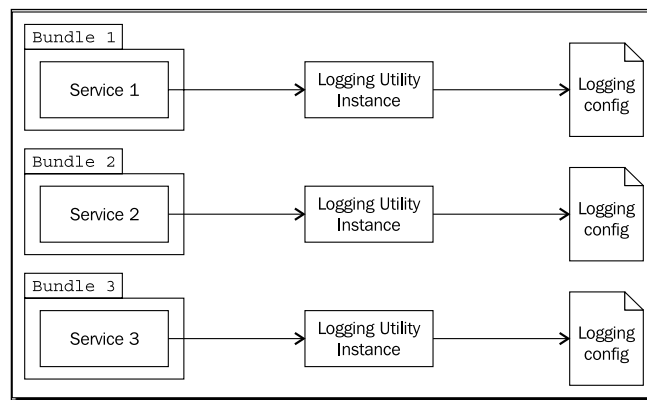 Bundle 1
Service 1
Logging Utility
Instance
Logging
config
Bundle 2
Service 2
Logging Utility
Instance
Logging
config
Bundle 3
Service 3
Logging Utility
Instance
Logging
config